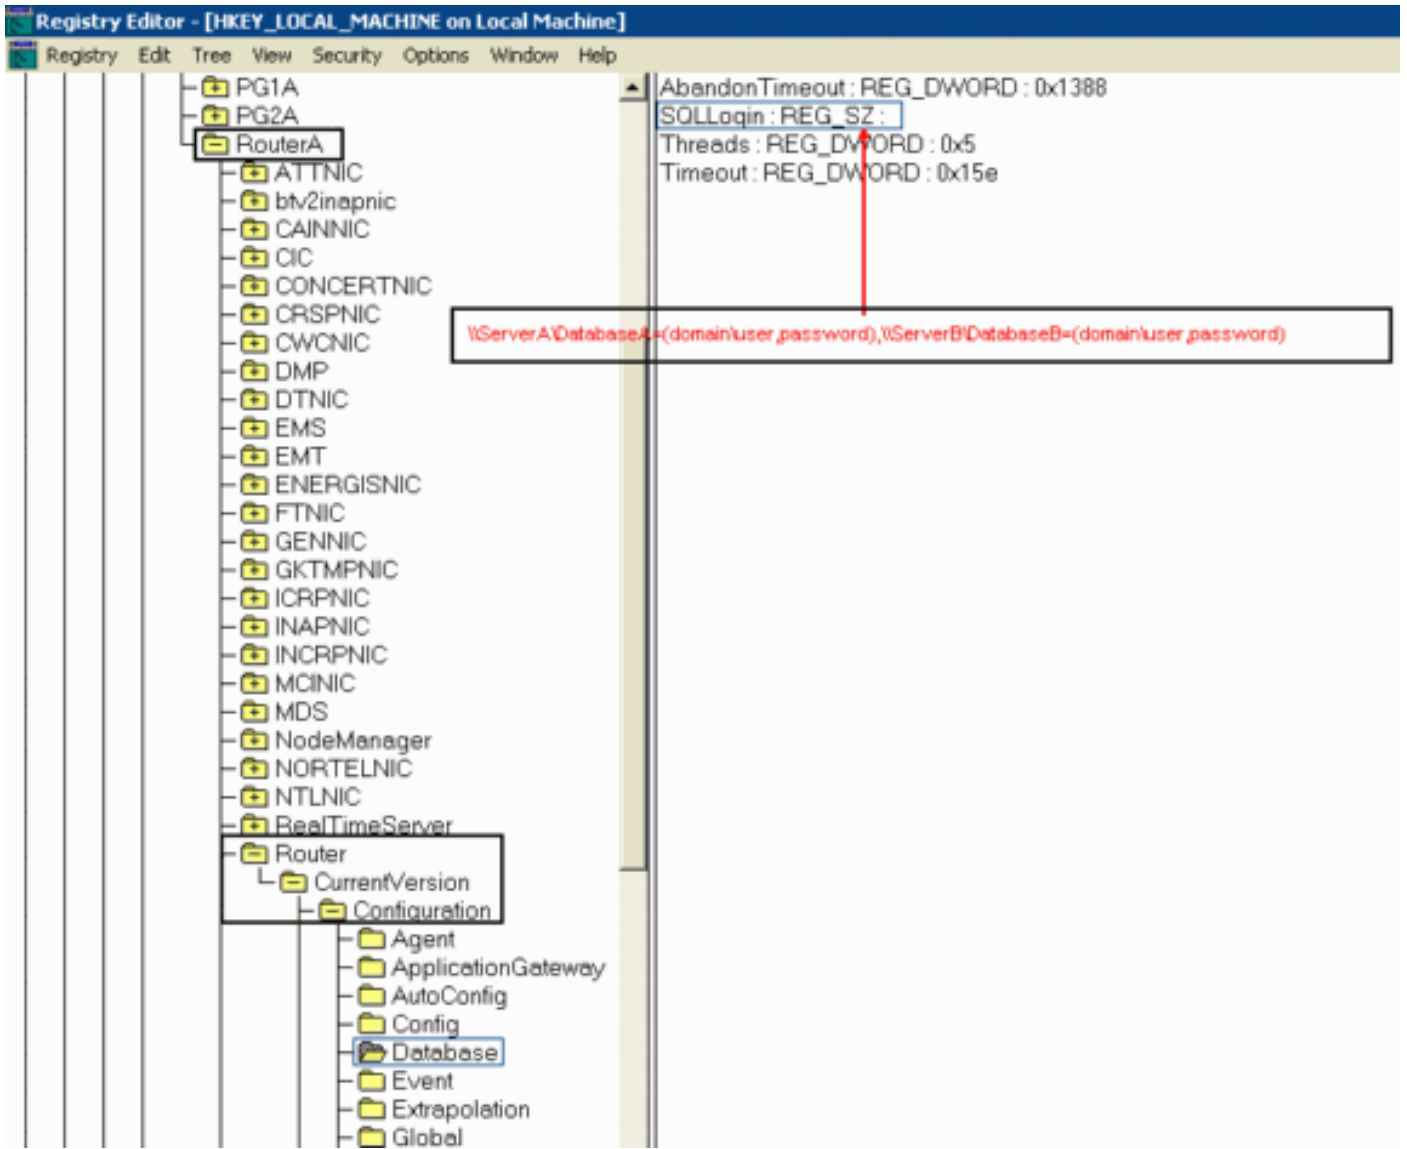 Registry Editor - [HKEY_LOCAL_MACHINE on Local Machine]
Registry Edit Tree View Security Options Window Help
PG1A
PG2A
RouterA
ATTNIC
btv2inapnic
CAINNIC
CIC
CONCERTNIC
CRSPNIC
CWCNIC
DMP
DTNIC
EMS
EMT
ENERGISNIC
FTNIC
GENNIC
GKTMPNIC
ICRPNIC
INAPNIC
INCRPNIC
MCINIC
MDS
NodeManager
NORTELNIC
NTLNIC
RealTimeServer
Router
CurrentVersion
Configuration
Agent
ApplicationGateway
AutoConfig
Config
Database
Event
Extrapolation
Global
AbandonTimeout : REG_DWORD : 0x1388
SQLLogin : REG_SZ :
Threads : REG_DWORD : 0x5
Timeout : REG_DWORD : 0x15e
\\ServerA\DatabaseA=(domain\user,password),\\ServerB\DatabaseB=(domain\user,password)